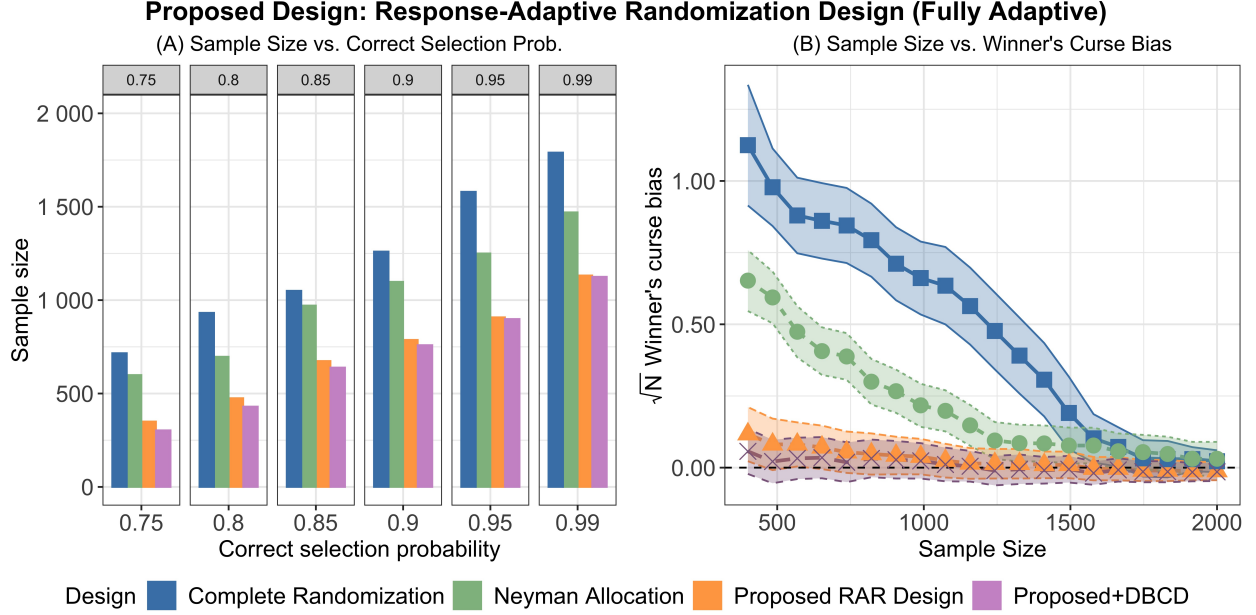 Proposed Design: Response-Adaptive Randomization Design (Fully Adaptive)
(A) Sample Size vs. Correct Selection Prob.
0.75 0.8 0.85 0.9 0.95 0.99
2 000
1 500
1 000
500
0
Sample size
0.75 0.8 0.85 0.9 0.95 0.99
Correct selection probability
(B) Sample Size vs. Winner's Curse Bias
1.00
0.50
0.00
√N Winner's curse bias
500 1000 1500 2000
Sample Size
Design Complete Randomization Neyman Allocation Proposed RAR Design Proposed+DBCD